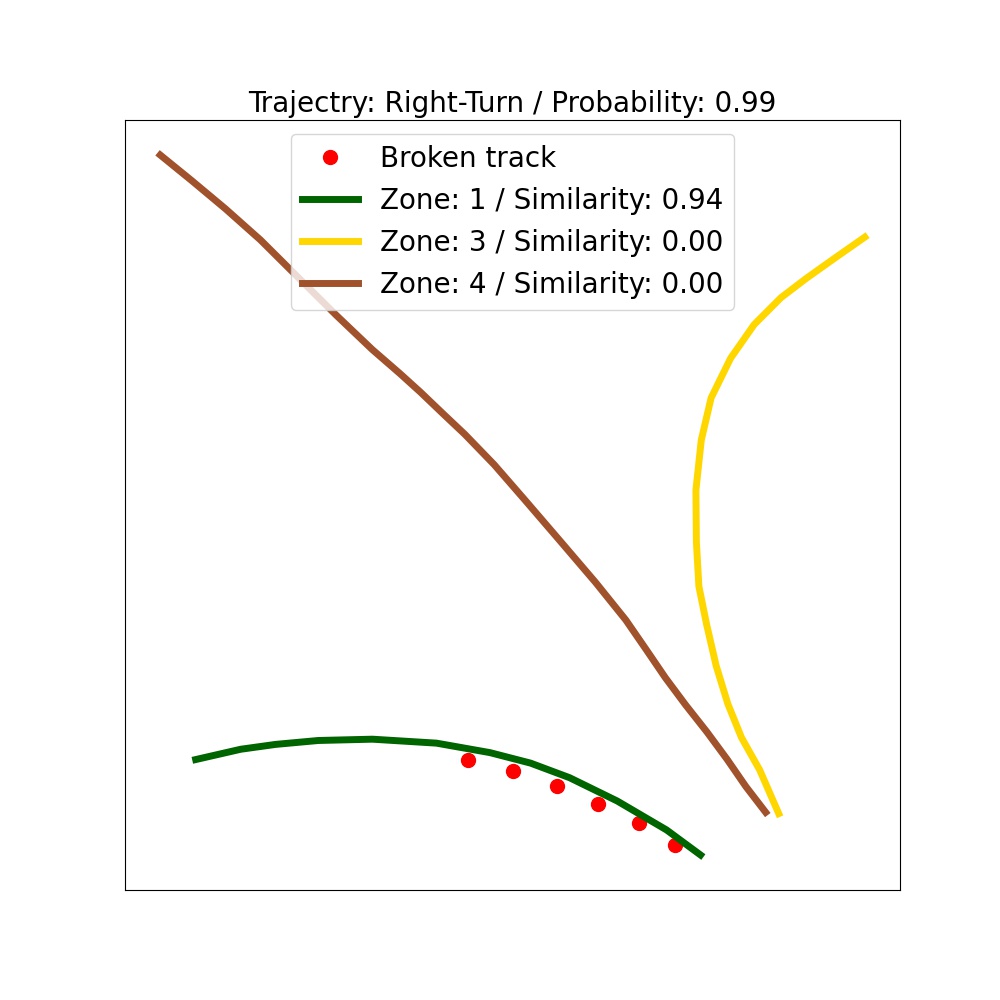 Trajectry: Right-Turn / Probability: 0.99
Broken track
Zone: 1 / Similarity: 0.94
Zone: 3 / Similarity: 0.00
Zone: 4 / Similarity: 0.00